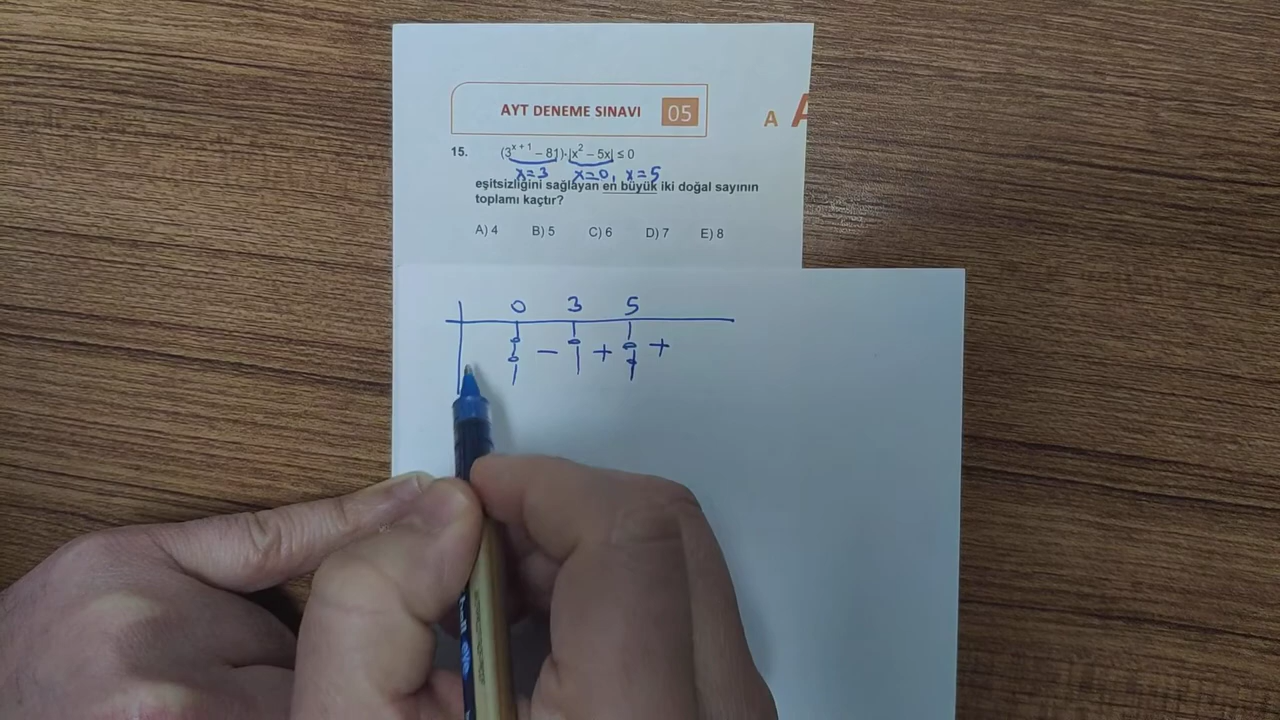 AYT DENEME SINAVI 05
A A
15. (3^{x+1} – 81)·|x^2 – 5x| ≤ 0
x=3 x=0, x=5
eşitsizliğini sağlayan en büyük iki doğal sayının
toplamı kaçtır?
A) 4 B) 5 C) 6 D) 7 E) 8
0 3 5
– + +